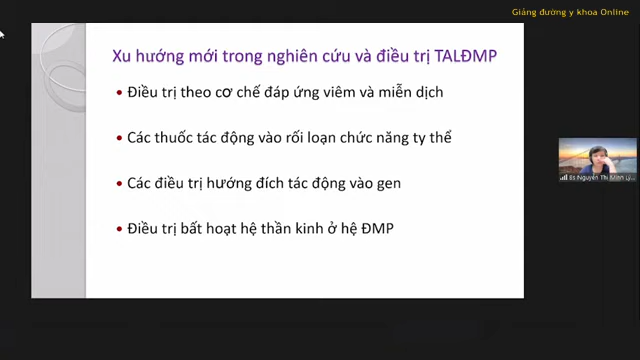 Giảng đường y khoa Online
Xu hướng mới trong nghiên cứu và điều trị TALĐMP
• Điều trị theo cơ chế đáp ứng viêm và miễn dịch
• Các thuốc tác động vào rối loạn chức năng ty thể
• Các điều trị hướng đích tác động vào gen
• Điều trị bất hoạt hệ thần kinh ở hệ ĐMP
Bs.Nguyễn Thị Minh Lý...